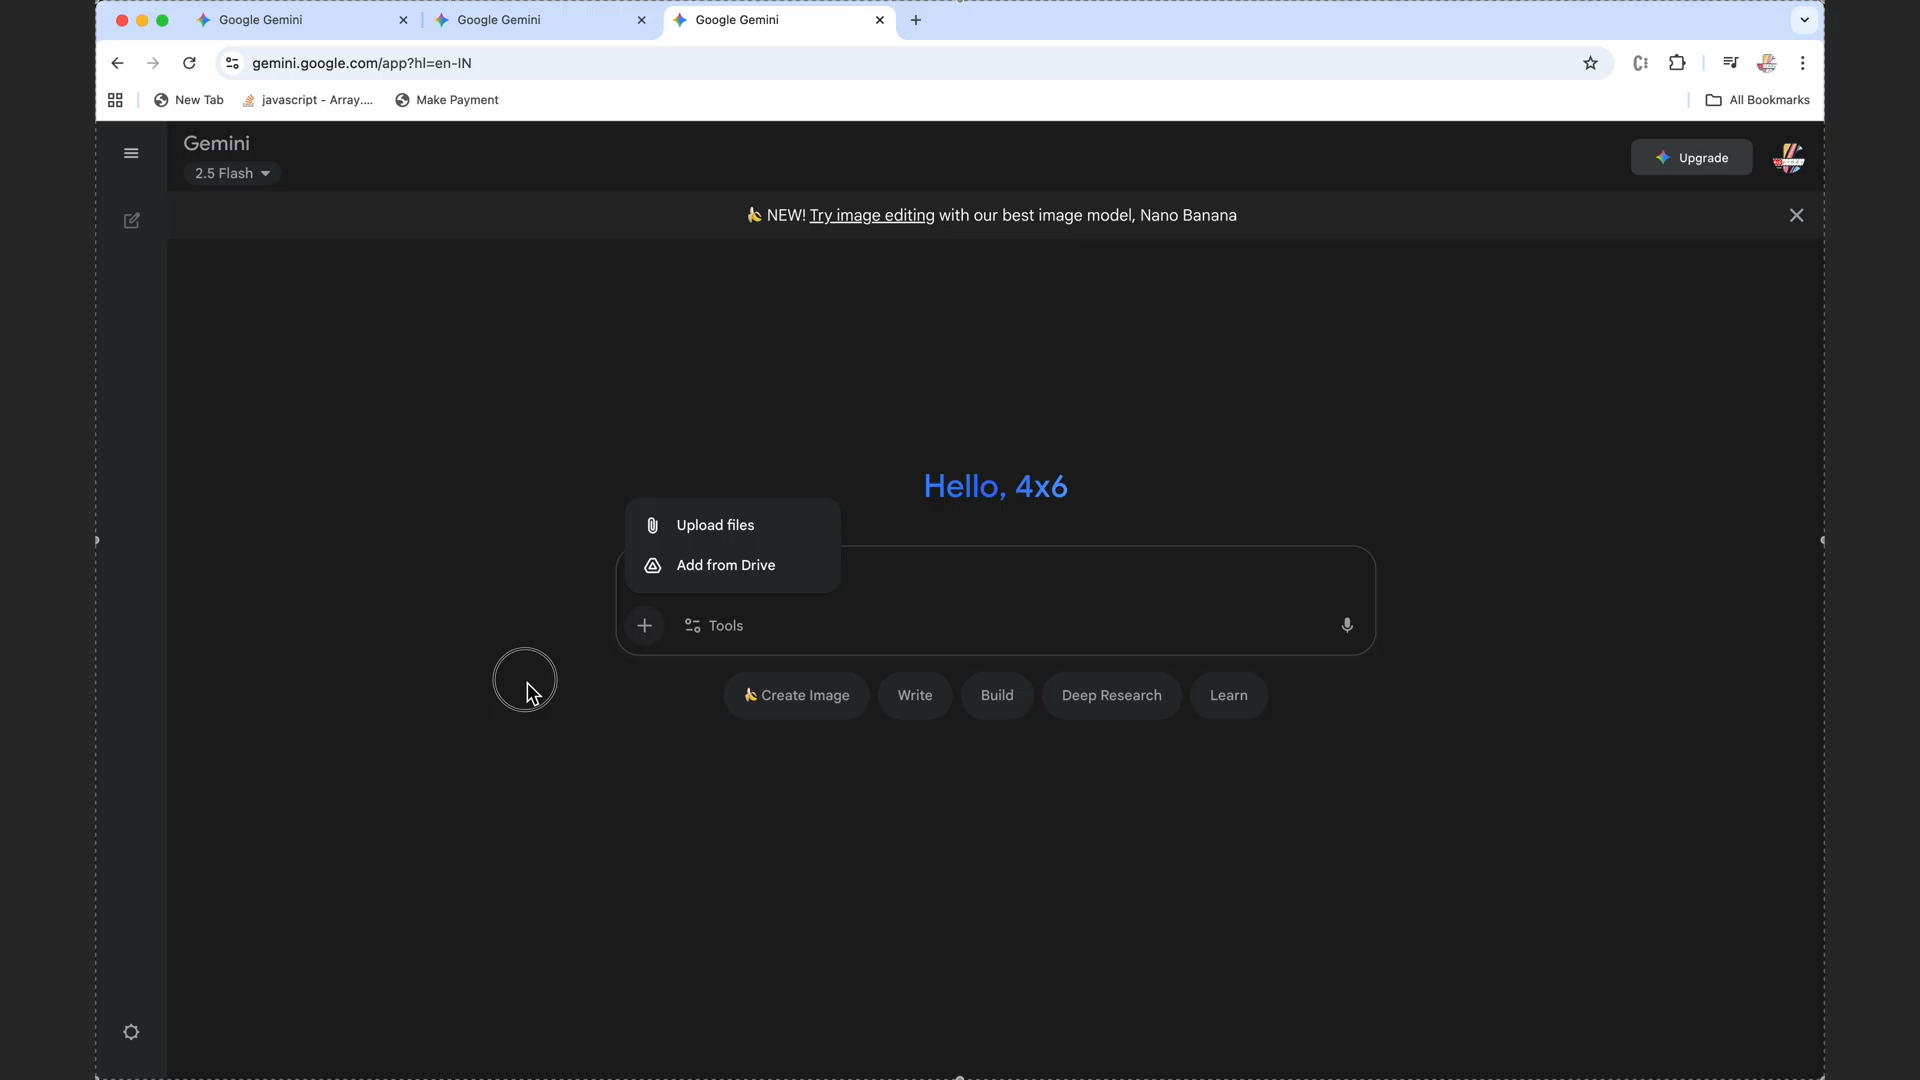 Google Gemini
Google Gemini
Google Gemini
gemini.google.com/app?hl=en-IN
New Tab
javascript - Array....
Make Payment
All Bookmarks
Gemini
2.5 Flash
Upgrade
NEW! Try image editing with our best image model, Nano Banana
Hello, 4x6
Upload files
Add from Drive
Tools
Create Image
Write
Build
Deep Research
Learn